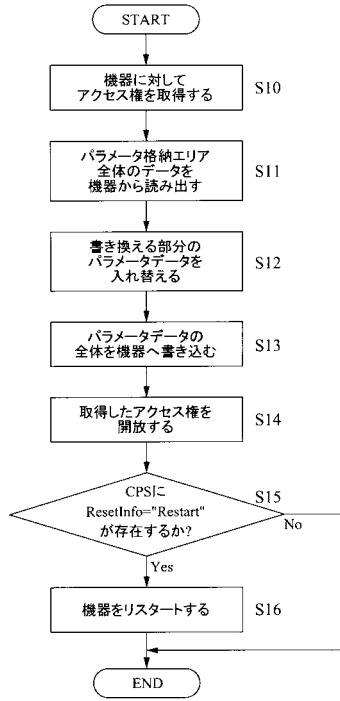 START
機器に対して
アクセス権を取得する
S10
パラメータ格納エリア
全体のデータを
機器から読み出す
S11
書き換える部分の
パラメータデータを
入れ替える
S12
パラメータデータの
全体を機器へ書き込む
S13
取得したアクセス権を
開放する
S14
CPSに
ResetInfo="Restart"
が存在するか?
S15
No
Yes
機器をリスタートする
S16
END